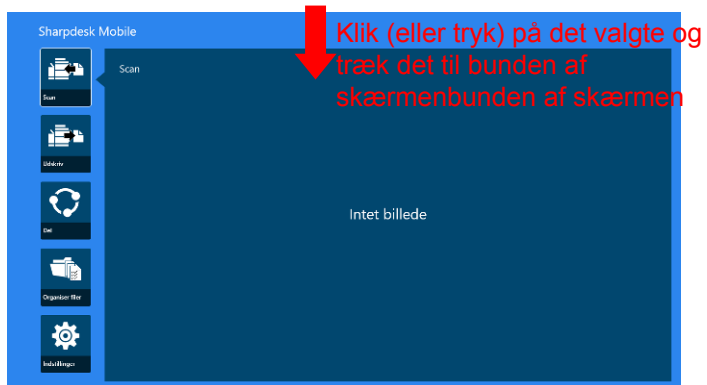 Sharpdesk Mobile
Klik (eller tryk) på det valgte og
træk det til bunden af
skærmenbunden af skærmen
Scan
Scan
Udskriv
Intet billede
Del
Organiser filer
Indstillinger